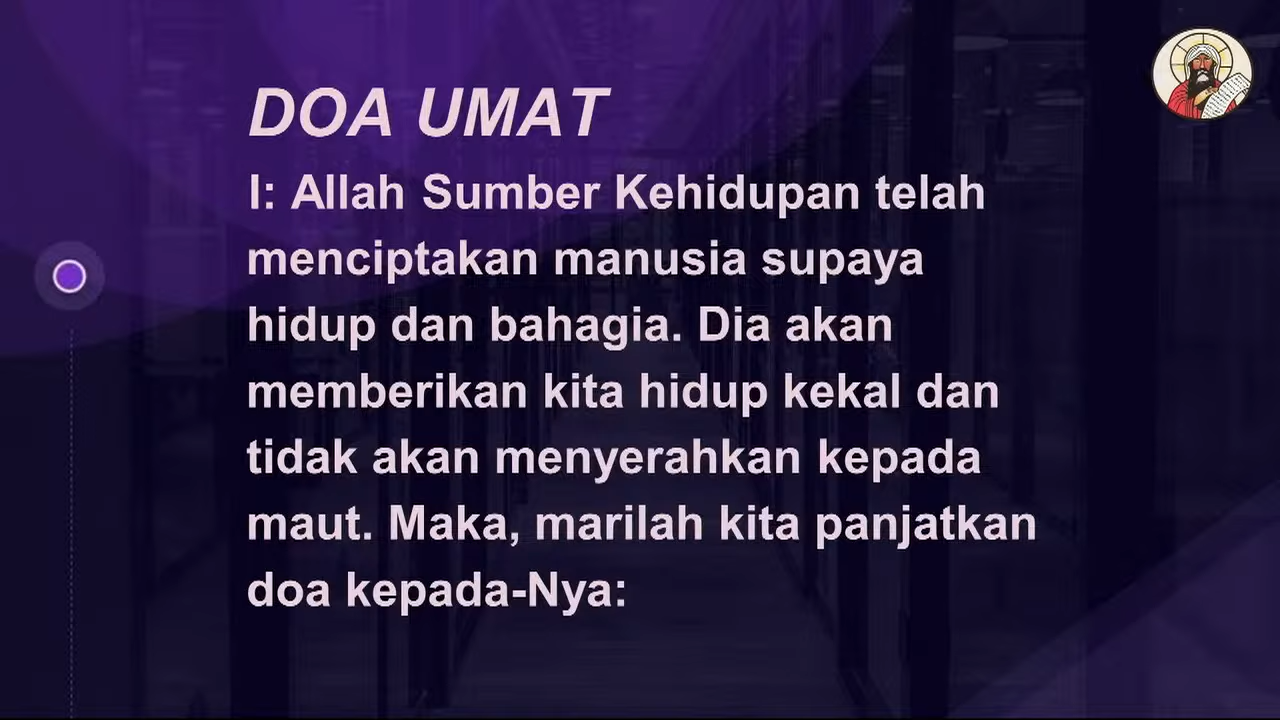 DOA UMAT
I: Allah Sumber Kehidupan telah
menciptakan manusia supaya
hidup dan bahagia. Dia akan
memberikan kita hidup kekal dan
tidak akan menyerahkan kepada
maut. Maka, marilah kita panjatkan
doa kepada-Nya: